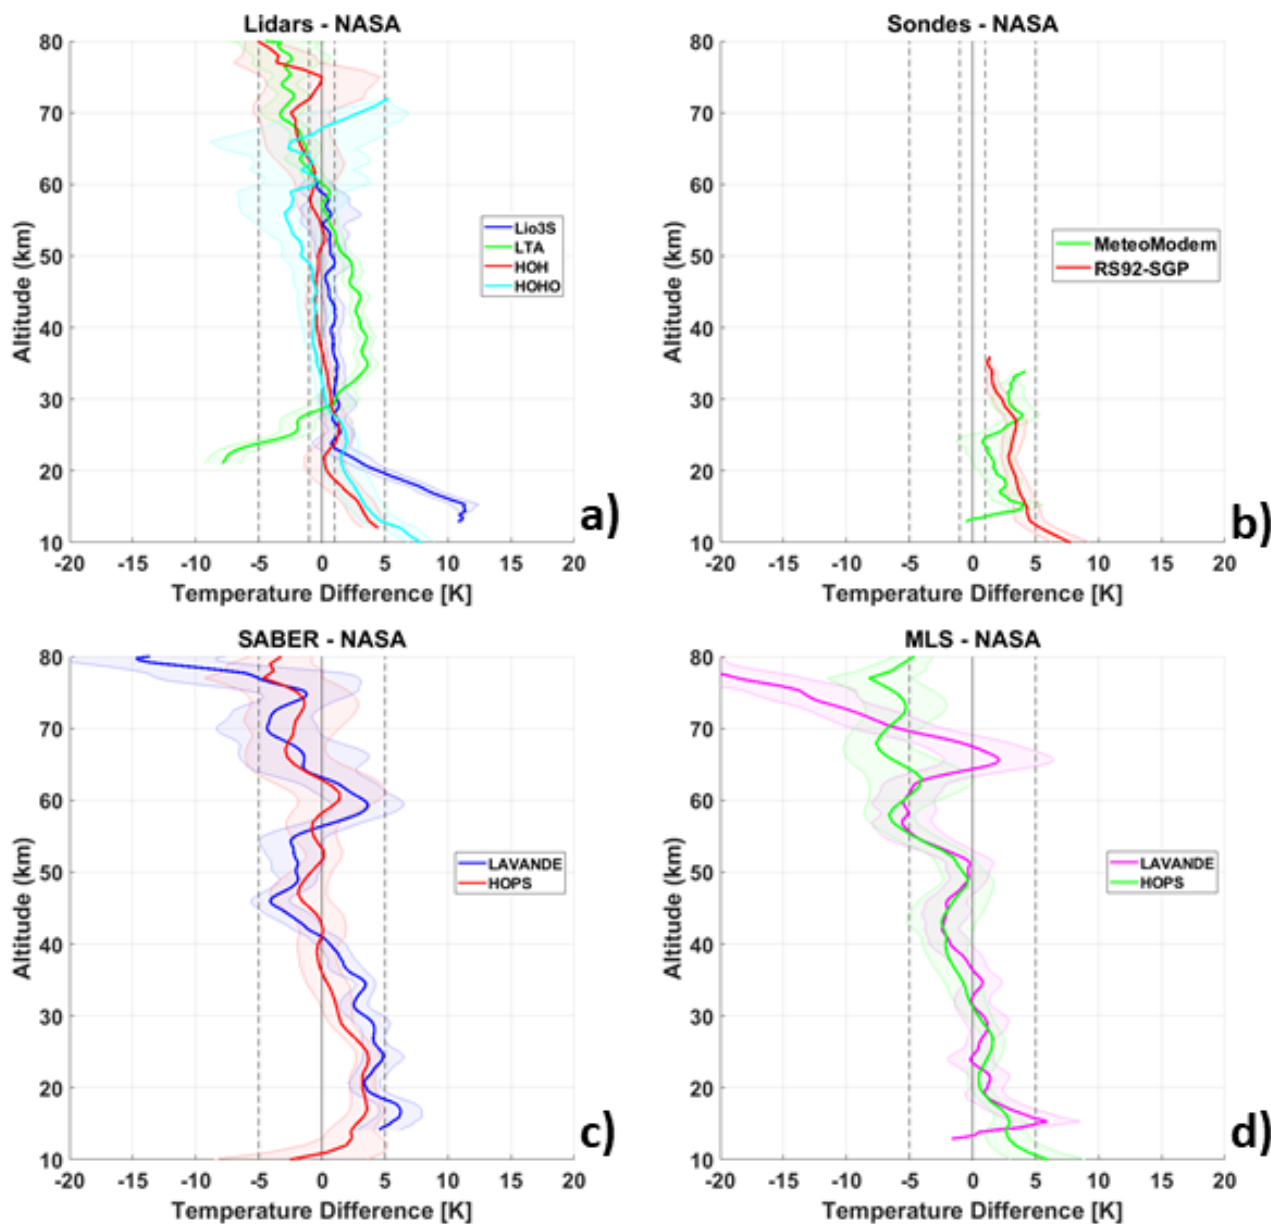 Lidars - NASA
80
70
60
50
40
30
20
10
Altitude (km)
-20 -15 -10 -5 0 5 10 15 20
Temperature Difference [K]
Lio3S
LTA
HOH
HOHO
a)
Sondes - NASA
80
70
60
50
40
30
20
10
Altitude (km)
-20 -15 -10 -5 0 5 10 15 20
Temperature Difference [K]
MeteoModem
RS92-SGP
b)
SABER - NASA
80
70
60
50
40
30
20
10
Altitude (km)
-20 -15 -10 -5 0 5 10 15 20
Temperature Difference [K]
LAVANDE
HOPS
c)
MLS - NASA
80
70
60
50
40
30
20
10
Altitude (km)
-20 -15 -10 -5 0 5 10 15 20
Temperature Difference [K]
LAVANDE
HOPS
d)